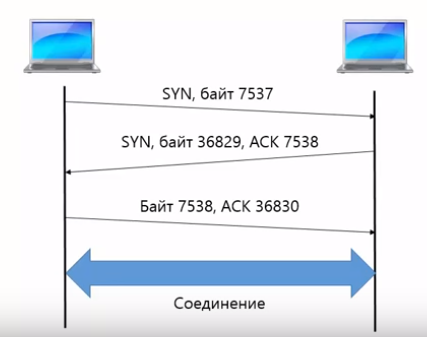 SYN, байт 7537
SYN, байт 36829, ACK 7538
Байт 7538, ACK 36830
Соединение